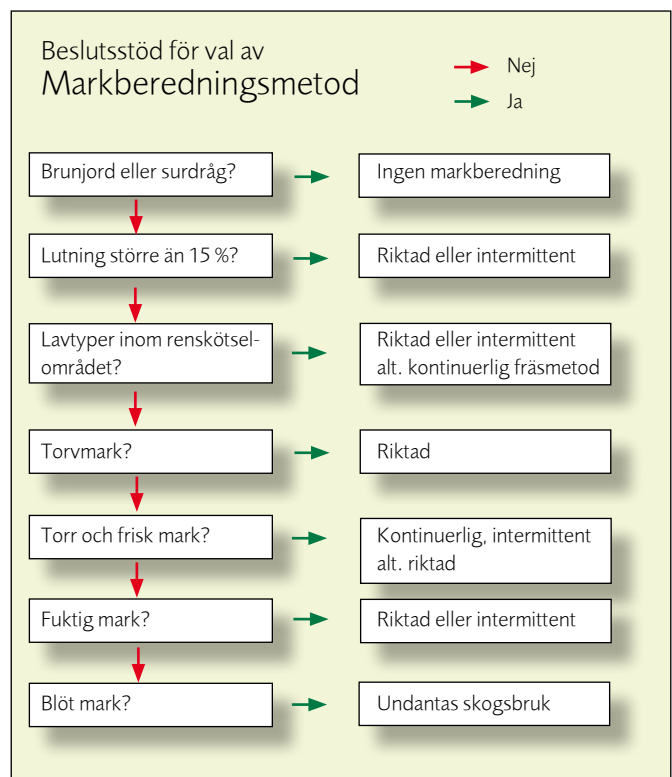 Beslutsstöd för val av
Markberedningsmetod
Nej
Ja
Brunjord eller surdråg?
Ingen markberedning
Lutning större än 15 %?
Riktad eller intermittent
Lavtyper inom renskötsel-
området?
Riktad eller intermittent
alt. kontinuerlig fräsmetod
Torvmark?
Riktad
Torr och frisk mark?
Kontinuerlig, intermittent
alt. riktad
Fuktig mark?
Riktad eller intermittent
Blöt mark?
Undantas skogsbruk